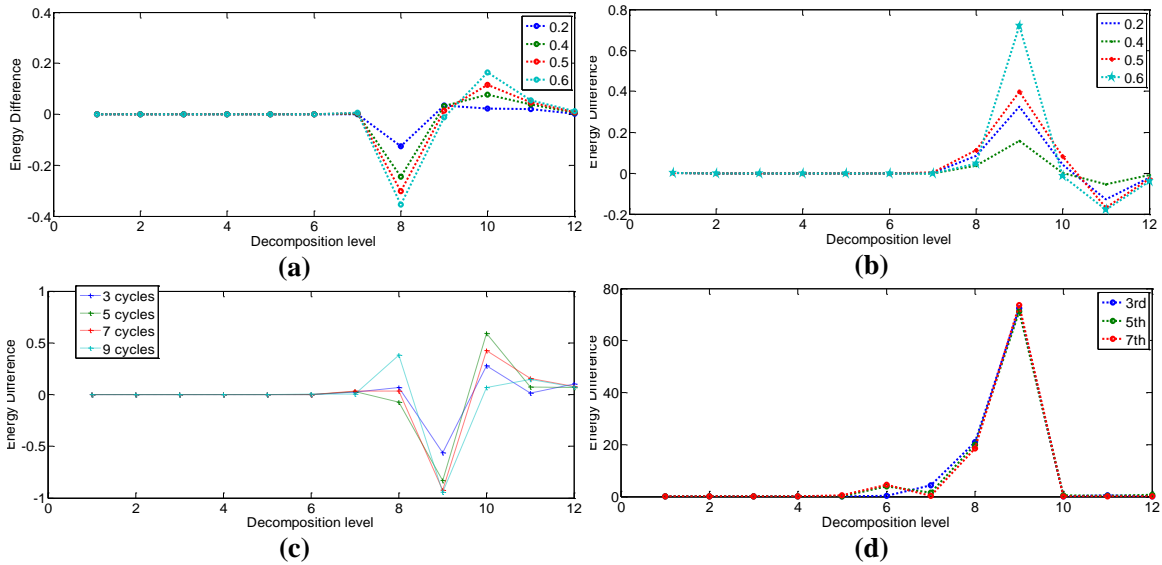 0.4
0.2
0
-0.2
-0.4
Energy Difference
0 2 4 6 8 10 12
Decomposition level
0.2
0.4
0.5
0.6
(a)
0.8
0.6
0.4
0.2
0
-0.2
Energy Difference
0 2 4 6 8 10 12
Decomposition level
0.2
0.4
0.5
0.6
(b)
1
0.5
0
-0.5
-1
Energy Difference
0 2 4 6 8 10 12
Decomposition level
3 cycles
5 cycles
7 cycles
9 cycles
(c)
80
60
40
20
0
Energy Difference
0 2 4 6 8 10 12
Decomposition level
3rd
5th
7th
(d)